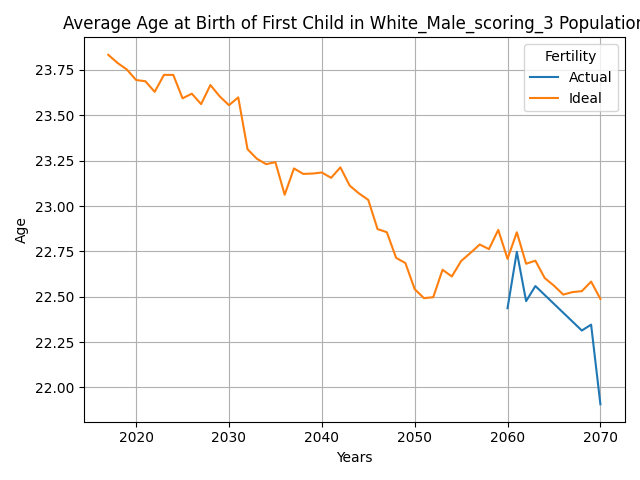 Average Age at Birth of First Child in White_Male_scoring_3 Population
Fertility
Actual
Ideal
Age
23.75
23.50
23.25
23.00
22.75
22.50
22.25
22.00
2020 2030 2040 2050 2060 2070
Years